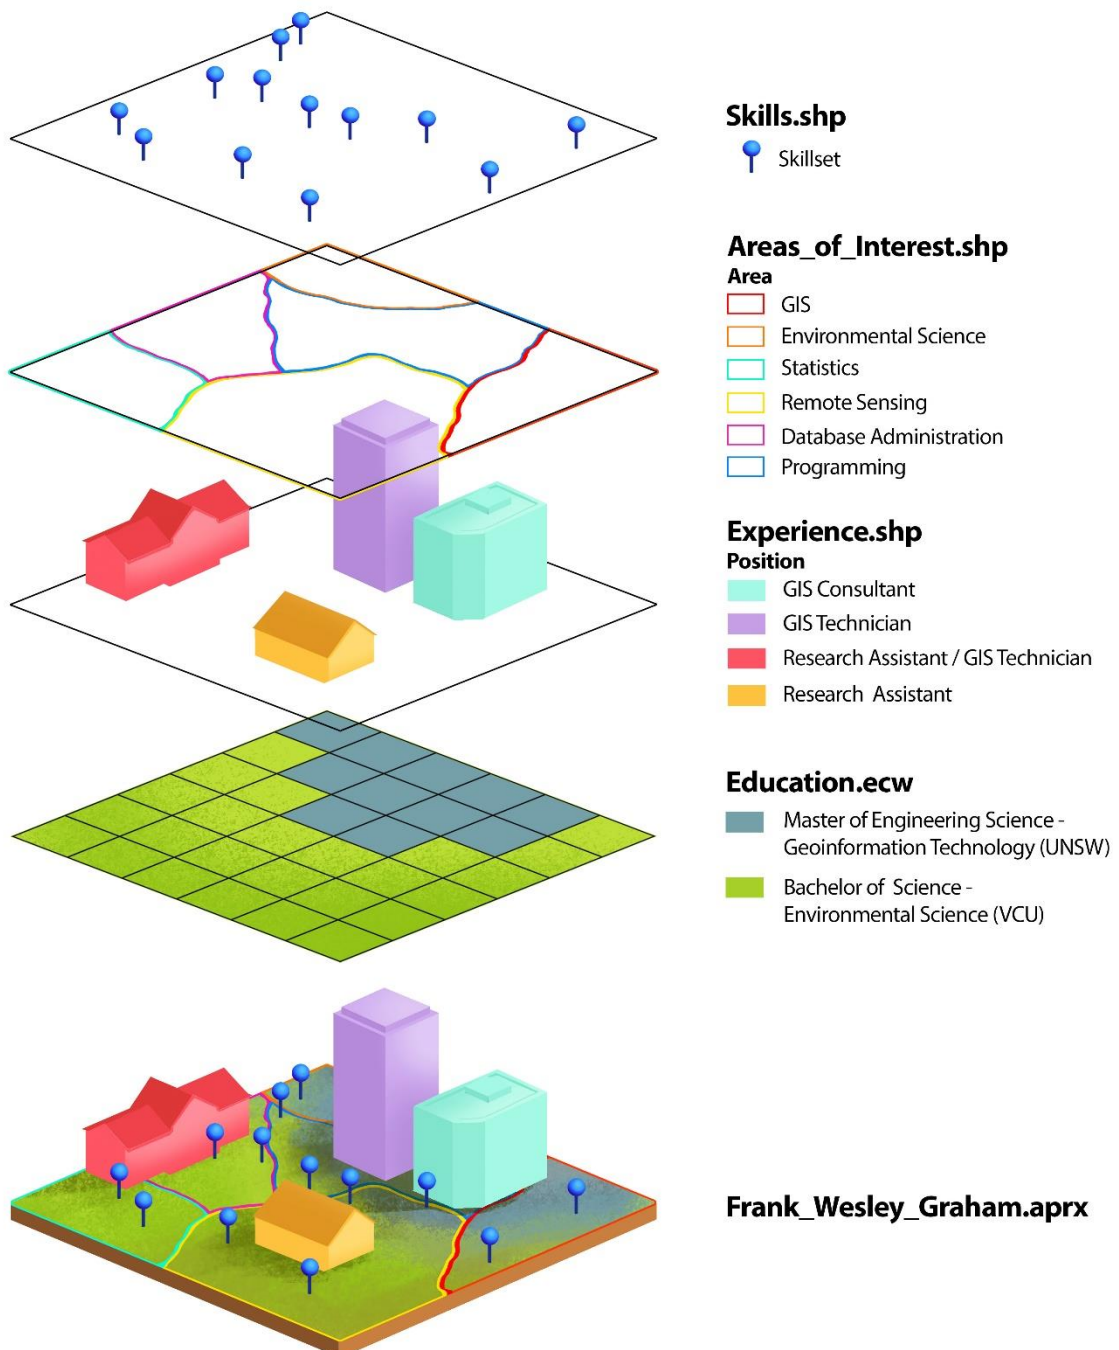 Skills.shp
Skillset
Areas_of_Interest.shp
Area
GIS
Environmental Science
Statistics
Remote Sensing
Database Administration
Programming
Experience.shp
Position
GIS Consultant
GIS Technician
Research Assistant / GIS Technician
Research Assistant
Education.ecw
Master of Engineering Science -
Geoinformation Technology (UNSW)
Bachelor of Science -
Environmental Science (VCU)
Frank_Wesley_Graham.aprx